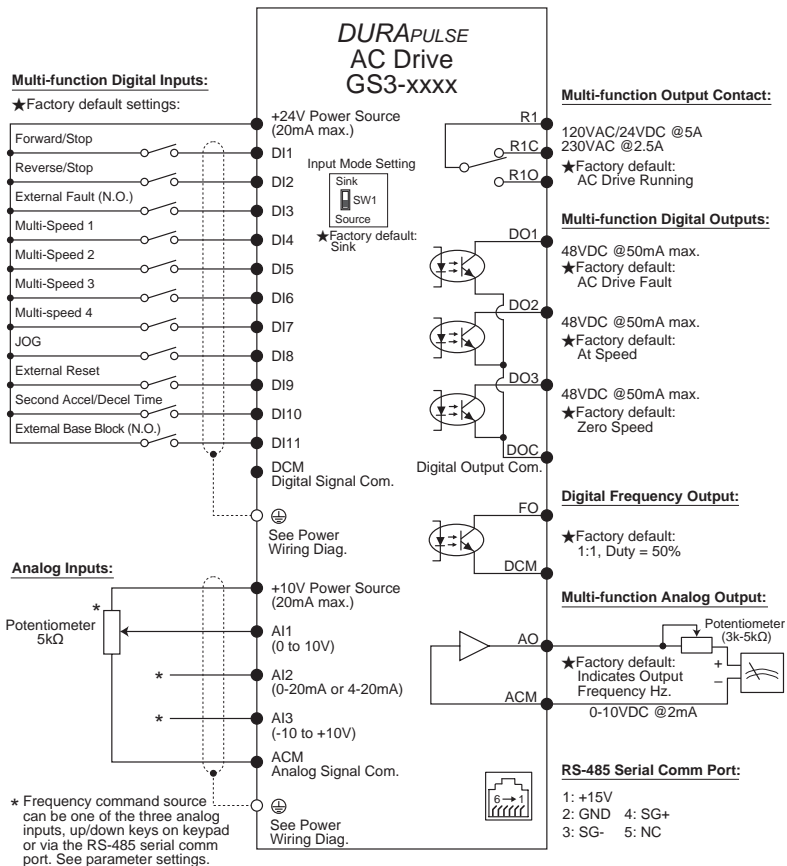 DURAPULSE
AC Drive
GS3-xxxx
Multi-function Digital Inputs:
★Factory default settings:
Forward/Stop
Reverse/Stop
External Fault (N.O.)
Multi-Speed 1
Multi-Speed 2
Multi-Speed 3
Multi-speed 4
JOG
External Reset
Second Accel/Decel Time
External Base Block (N.O.)
+24V Power Source
(20mA max.)
DI1
DI2
DI3
DI4
DI5
DI6
DI7
DI8
DI9
DI10
DI11
DCM
Digital Signal Com.
See Power
Wiring Diag.
Input Mode Setting
Sink
SW1
Source
★Factory default:
Sink
Analog Inputs:
*
Potentiometer
5kΩ
*
*
+10V Power Source
(20mA max.)
AI1
(0 to 10V)
AI2
(0-20mA or 4-20mA)
AI3
(-10 to +10V)
ACM
Analog Signal Com.
See Power
Wiring Diag.
* Frequency command source
can be one of the three analog
inputs, up/down keys on keypad
or via the RS-485 serial comm
port. See parameter settings.
R1
R1C
R1O
Multi-function Output Contact:
120VAC/24VDC @5A
230VAC @2.5A
★Factory default:
AC Drive Running
Multi-function Digital Outputs:
DO1
48VDC @50mA max.
★Factory default:
AC Drive Fault
DO2
48VDC @50mA max.
★Factory default:
At Speed
DO3
48VDC @50mA max.
★Factory default:
Zero Speed
DOC
Digital Output Com.
Digital Frequency Output:
FO
★Factory default:
1:1, Duty = 50%
DCM
Multi-function Analog Output:
AO
Potentiometer
(3k-5kΩ)
+
–
★Factory default:
Indicates Output
Frequency Hz.
ACM
0-10VDC @2mA
6→1
RS-485 Serial Comm Port:
1: +15V
2: GND 4: SG+
3: SG- 5: NC